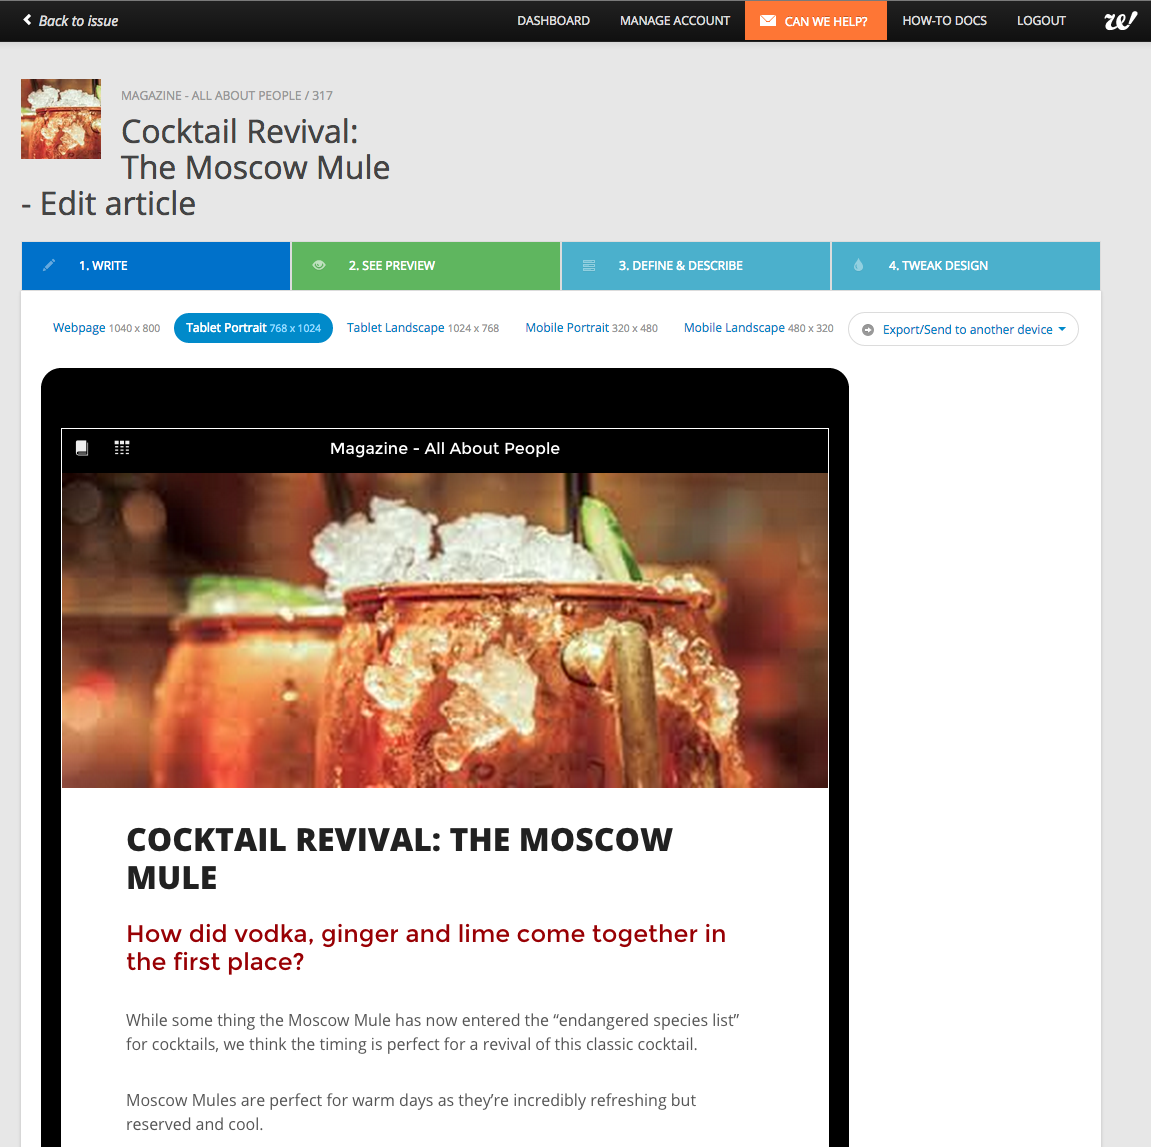 Back to issue
DASHBOARD
MANAGE ACCOUNT
CAN WE HELP?
HOW-TO DOCS
LOGOUT
w!
MAGAZINE - ALL ABOUT PEOPLE / 317
Cocktail Revival:
The Moscow Mule
- Edit article
1. WRITE
2. SEE PREVIEW
3. DEFINE & DESCRIBE
4. TWEAK DESIGN
Webpage 1040 x 800
Tablet Portrait 768 x 1024
Tablet Landscape 1024 x 768
Mobile Portrait 320 x 480
Mobile Landscape 480 x 320
Export/Send to another device
Magazine - All About People
COCKTAIL REVIVAL: THE MOSCOW
MULE
How did vodka, ginger and lime come together in
the first place?
While some thing the Moscow Mule has now entered the “endangered species list”
for cocktails, we think the timing is perfect for a revival of this classic cocktail.
Moscow Mules are perfect for warm days as they’re incredibly refreshing but
reserved and cool.